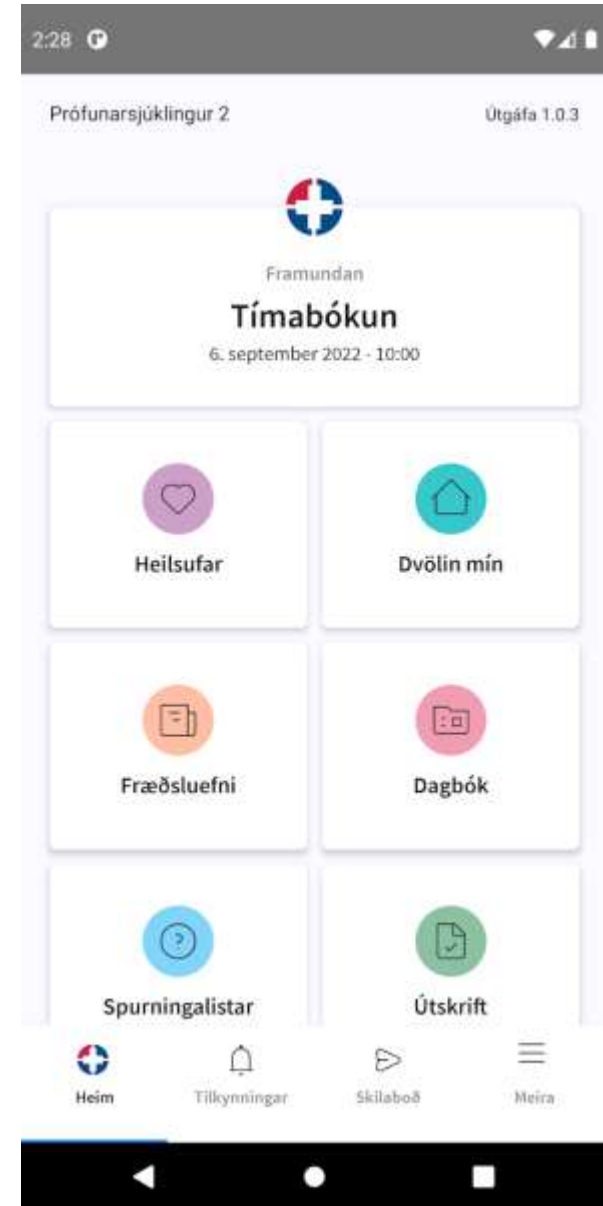 2:28
Prófunarsjúklingur 2 Útgáfa 1.0.3
Framundan
Tímabókun
6. september 2022 - 10:00
Heilsufar Dvölin mín
Fræðsluefni Dagbók
Spurningalistar Útskrift
Heim Tilkynningar Skilaboð Meira